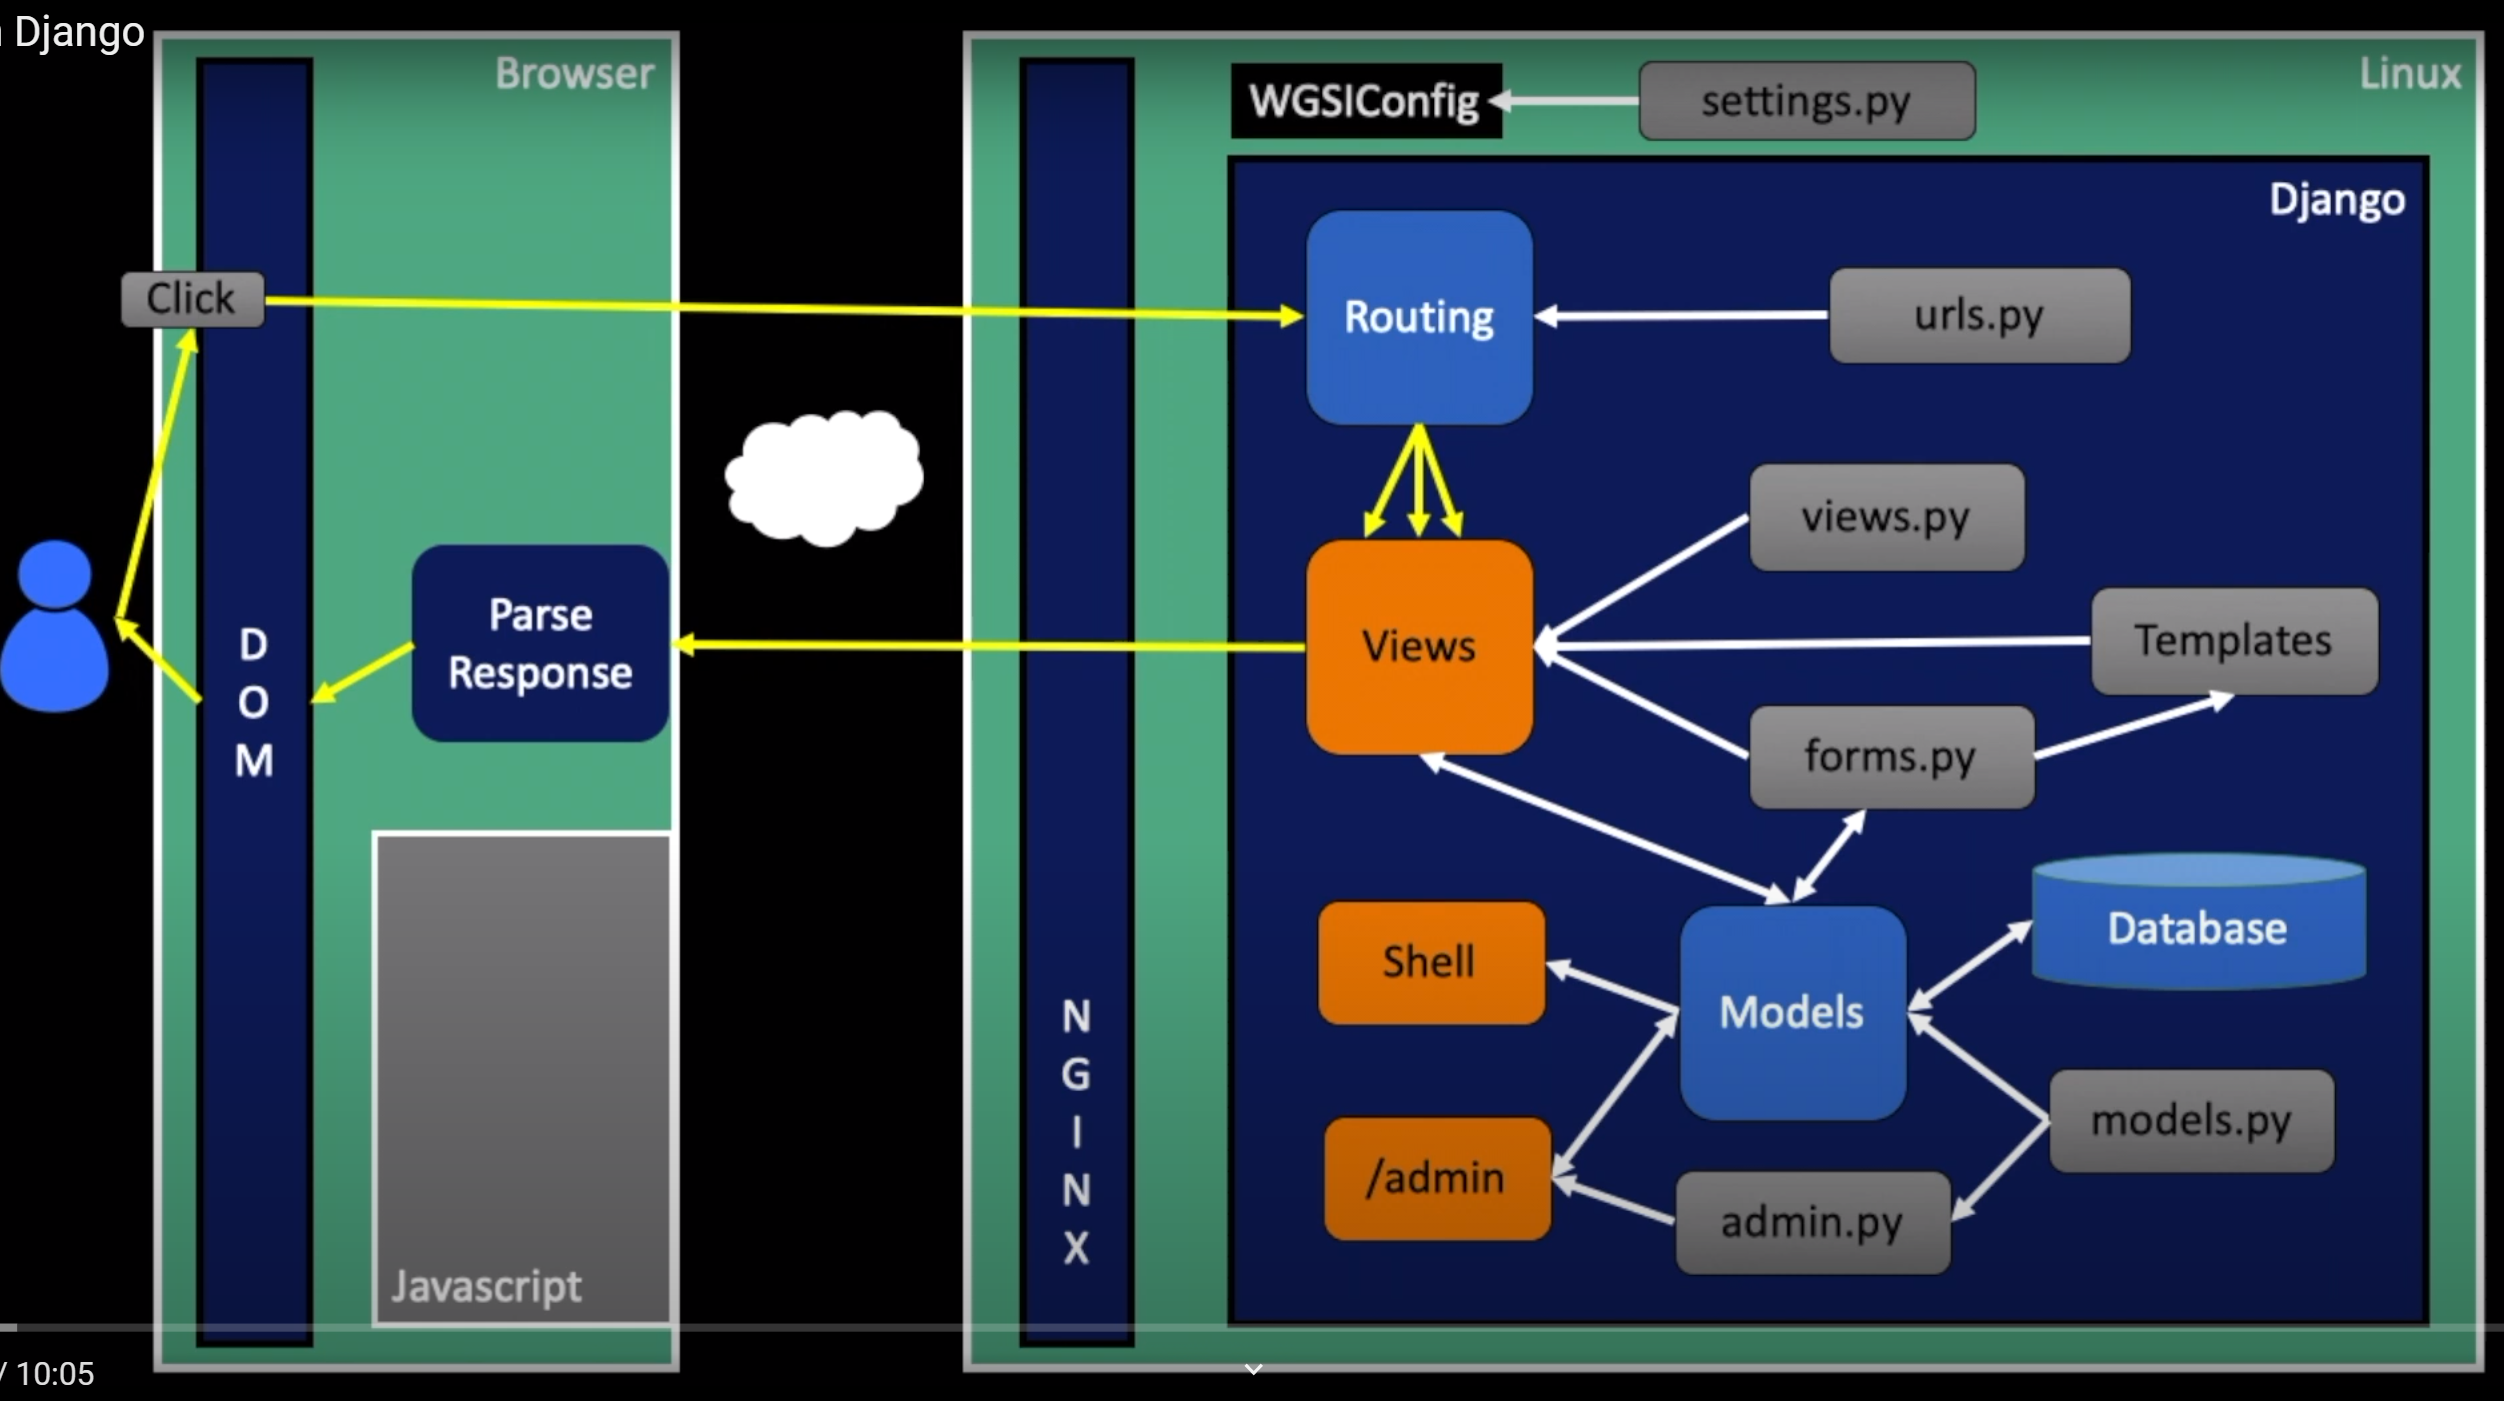 Django
Browser
Linux
WGSIConfig
settings.py
Django
Click
Routing
urls.py
views.py
Parse
Response
Views
Templates
D
O
M
forms.py
Database
Shell
Models
N
G
I
N
X
models.py
/admin
admin.py
Javascript
/ 10:05